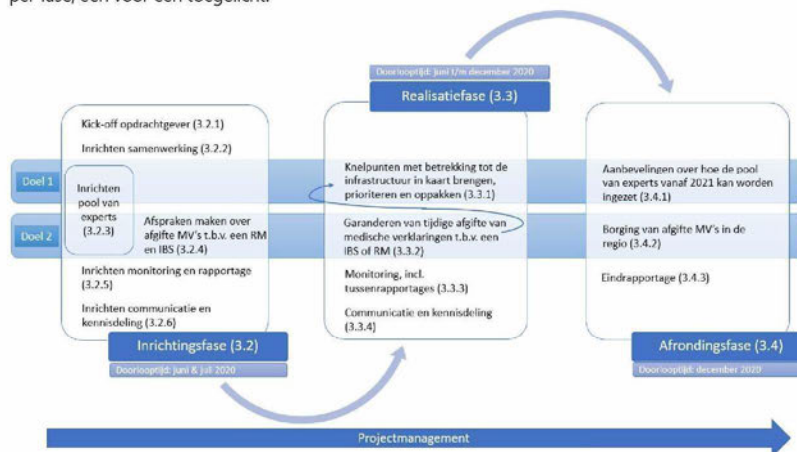 per fase, één voor één toegelicht.
Doorlooptijd: juni t/m december 2020
Realisatiefase (3.3)
Kick-off opdrachtgever (3.2.1)
Inrichten samenwerking (3.2.2)
Doel 1
Doel 2
Inrichten
pool van
experts
(3.2.3)
Afspraken maken over
afgifte MV's t.b.v. een RM
en IBS (3.2.4)
Inrichten monitoring en rapportage
(3.2.5)
Inrichten communicatie en
kennisdeling (3.2.6)
Inrichtingsfase (3.2)
Doorlooptijd: juni & juli 2020
Knelpunten met betrekking tot de
infrastructuur in kaart brengen,
prioriteren en oppakken (3.3.1)
Garanderen van tijdige afgifte van
medische verklaringen t.b.v. een
IBS of RM (3.3.2)
Monitoring, incl.
tussenrapportages (3.3.3)
Communicatie en kennisdeling
(3.3.4)
Aanbevelingen over hoe de pool
van experts vanaf 2021 kan worden
ingezet (3.4.1)
Borging van afgifte MV's in de
regio (3.4.2)
Eindrapportage (3.4.3)
Afrondingsfase (3.4)
Doorlooptijd: december 2020
Projectmanagement